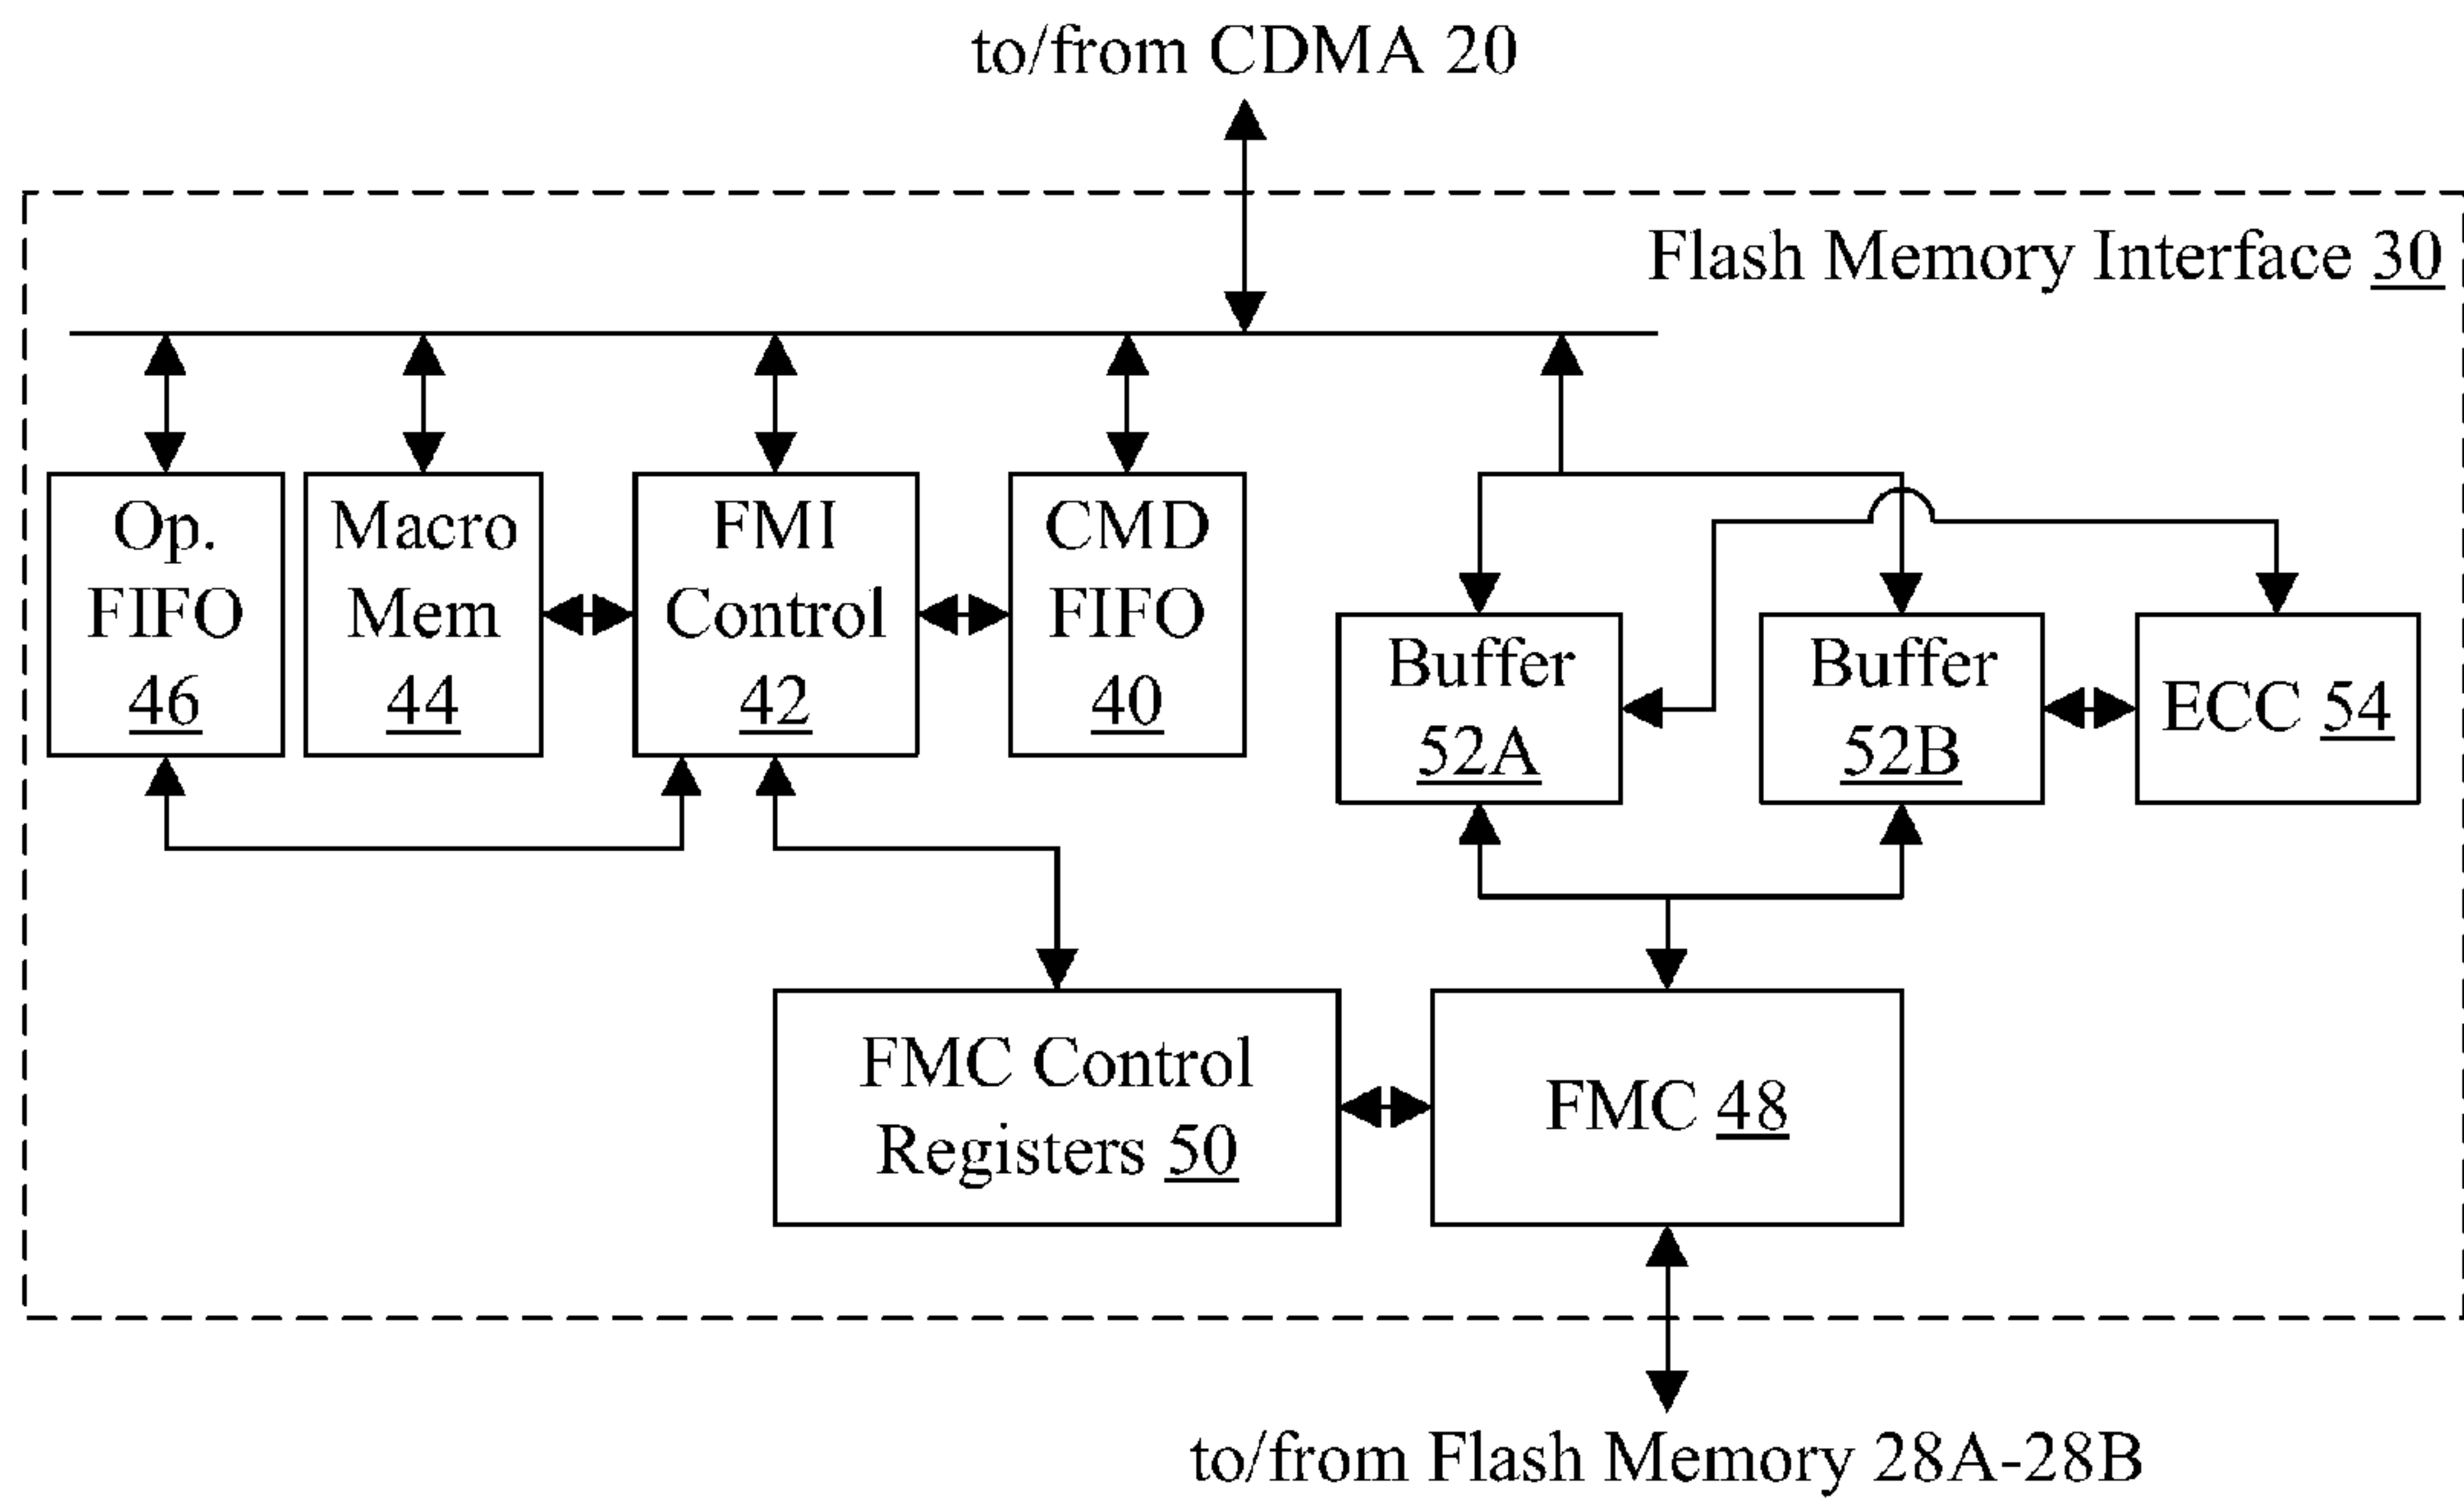 to/from CDMA 20
Flash Memory Interface 30
Op.
FIFO
46
Macro
Mem
44
FMI
Control
42
CMD
FIFO
40
Buffer
52A
Buffer
52B
ECC 54
FMC Control
Registers 50
FMC 48
to/from Flash Memory 28A-28B